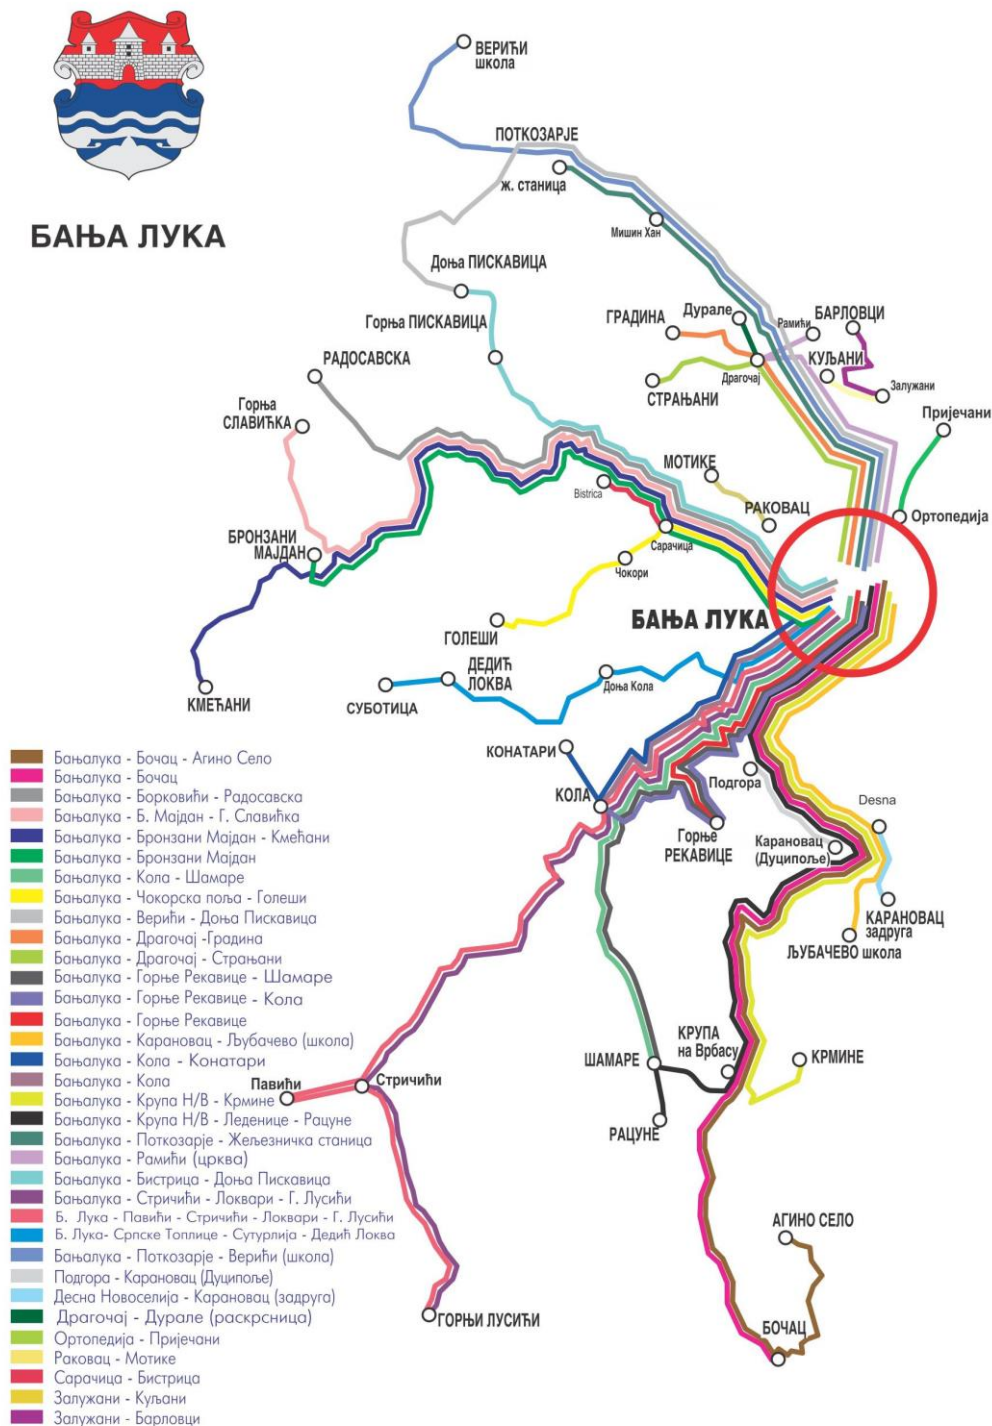 ВЕРИЋИ
школа
ПОТКОЗАРЈЕ
ж. станица
БАЊА ЛУКА
Мишин Хан
Доња ПИСКАВИЦА
Дурале
БАРЛОВЦИ
ГРАДИНА
Рамићи
Горња ПИСКАВИЦА
РАДОСАВСКА
КУЉАНИ
Драгочај
Залужани
СТРАЊАНИ
Горња
СЛАВИЋКА
Пријечани
МОТИКЕ
Bistrica
РАКОВАЦ
Ортопедија
БРОНЗАНИ
МАЈДАН
Сарачица
Чокори
БАЊА ЛУКА
ГОЛЕШИ
ДЕДИЋ
ЛОКВА
Доња Кола
КМЕЋАНИ
СУБОТИЦА
КОНАТАРИ
Подгора
КОЛА
Desna
Горње
РЕКАВИЦЕ
Карановац
(Дуципоље)
КАРАНОВАЦ
задруга
ЉУБАЧЕВО школа
КРУПА
на Врбасу
ШАМАРЕ
КРМИНЕ
Павићи
Стричићи
РАЦУНЕ
АГИНО СЕЛО
ГОРЊИ ЛУСИЋИ
БОЧАЦ
Бањалука - Бочац - Агино Село
Бањалука - Бочац
Бањалука - Борковићи - Радосавска
Бањалука - Б. Мајдан - Г. Славићка
Бањалука - Бронзани Мајдан - Кмећани
Бањалука - Бронзани Мајдан
Бањалука - Кола - Шамаре
Бањалука - Чокорска поља - Голеши
Бањалука - Верићи - Доња Пискавица
Бањалука - Драгочај -Градина
Бањалука - Драгочај - Страњани
Бањалука - Горње Рекавице - Шамаре
Бањалука - Горње Рекавице - Кола
Бањалука - Горње Рекавице
Бањалука - Карановац - Љубачево (школа)
Бањалука - Кола - Конатари
Бањалука - Кола
Бањалука - Крупа Н/В - Крмине
Бањалука - Крупа Н/В - Леденице - Рацуне
Бањалука - Поткозарје - Жељезничка станица
Бањалука - Рамићи (црква)
Бањалука - Бистрица - Доња Пискавица
Бањалука - Стричићи - Локвари - Г. Лусићи
Б. Лука - Павићи - Стричићи - Локвари - Г. Лусићи
Б. Лука- Српске Топлице - Сутурлија - Дедић Локва
Бањалука - Поткозарје - Верићи (школа)
Подгора - Карановац (Дуципоље)
Десна Новоселија - Карановац (задруга)
Драгочај - Дурале (раскрсница)
Ортопедија - Пријечани
Раковац - Мотике
Сарачица - Бистрица
Залужани - Куљани
Залужани - Барловци